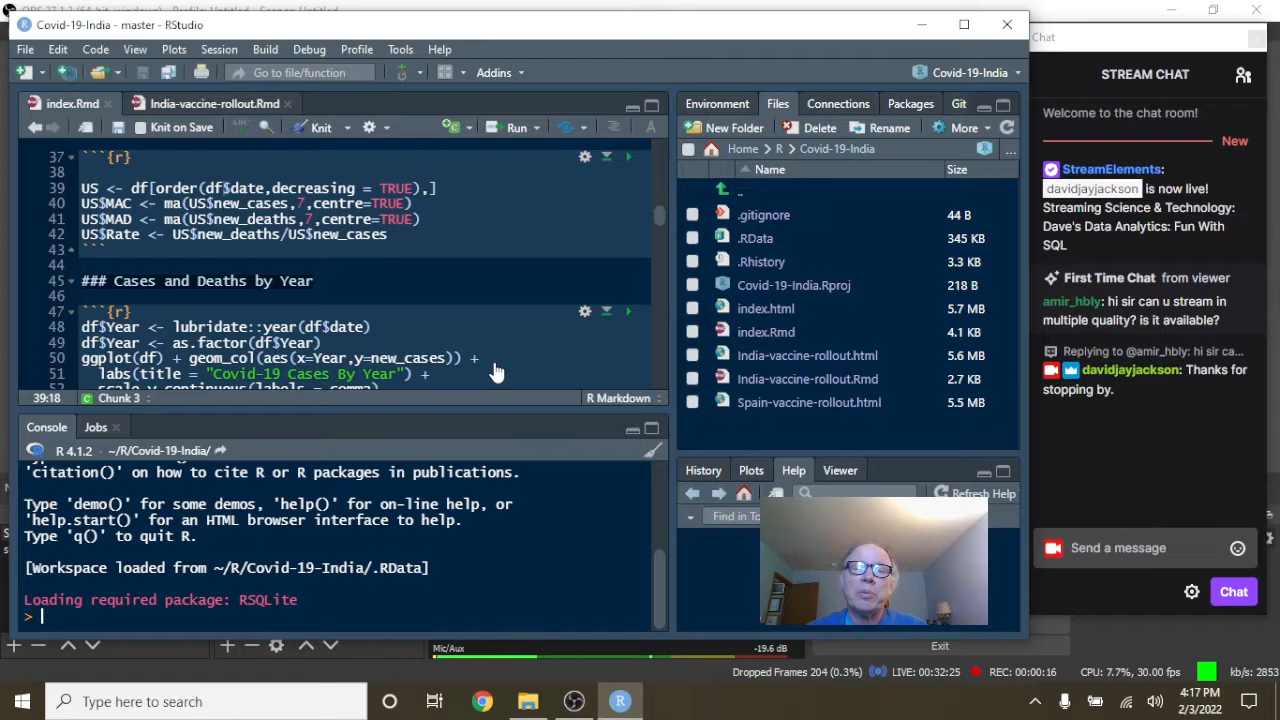 Covid-19-India - master - RStudio
File Edit Code View Plots Session Build Debug Profile Tools Help
Go to file/function
Addins
Covid-19-India
index.Rmd
India-vaccine-rollout.Rmd
Knit on Save
Knit
Run
37 ```{r}
38
39 US <- df[order(df$date,decreasing = TRUE),]
40 US$MAC <- ma(US$new_cases,7,centre=TRUE)
41 US$MAD <- ma(US$new_deaths,7,centre=TRUE)
42 US$Rate <- US$new_deaths/US$new_cases
43 ```
44
45 ### Cases and Deaths by Year
46
47 ```{r}
48 df$Year <- lubridate::year(df$date)
49 df$Year <- as.factor(df$Year)
50 ggplot(df) + geom_col(aes(x=Year,y=new_cases)) +
51 labs(title = "Covid-19 Cases By Year") +
52 scale_y_continuous(labels = comma)
39:18 Chunk 3 R Markdown
Console Jobs
R 4.1.2 · ~/R/Covid-19-India/
'citation()' on how to cite R or R packages in publications.
Type 'demo()' for some demos, 'help()' for on-line help, or
'help.start()' for an HTML browser interface to help.
Type 'q()' to quit R.
[Workspace loaded from ~/R/Covid-19-India/.RData]
Loading required package: RSQLite
>
Environment Files Connections Packages Git
New Folder Delete Rename More
Home R Covid-19-India ...
Name Size
..
.gitignore 44 B
.RData 345 KB
.Rhistory 3.3 KB
Covid-19-India.Rproj 218 B
index.html 5.7 MB
index.Rmd 4.1 KB
India-vaccine-rollout.html 5.6 MB
India-vaccine-rollout.Rmd 2.7 KB
Spain-vaccine-rollout.html 5.5 MB
History Plots Help Viewer
Refresh Help
Find in To
Chat
STREAM CHAT
Welcome to the chat room!
New
StreamElements:
davidjayjackson is now live!
Streaming Science & Technology:
Dave's Data Analytics: Fun With
SQL
First Time Chat from viewer
amir_hbly: hi sir can u stream in
multiple quality? is it available?
Replying to @amir_hbly: hi sir ca...
davidjayjackson: Thanks for
stopping by.
Send a message
Chat
Mic/Aux
-19.6 dB
Exit
Dropped Frames 204 (0.3%) LIVE: 00:32:25 REC: 00:00:16 CPU: 7.7%, 30.00 fps kb/s: 2853
Type here to search
4:17 PM
2/3/2022